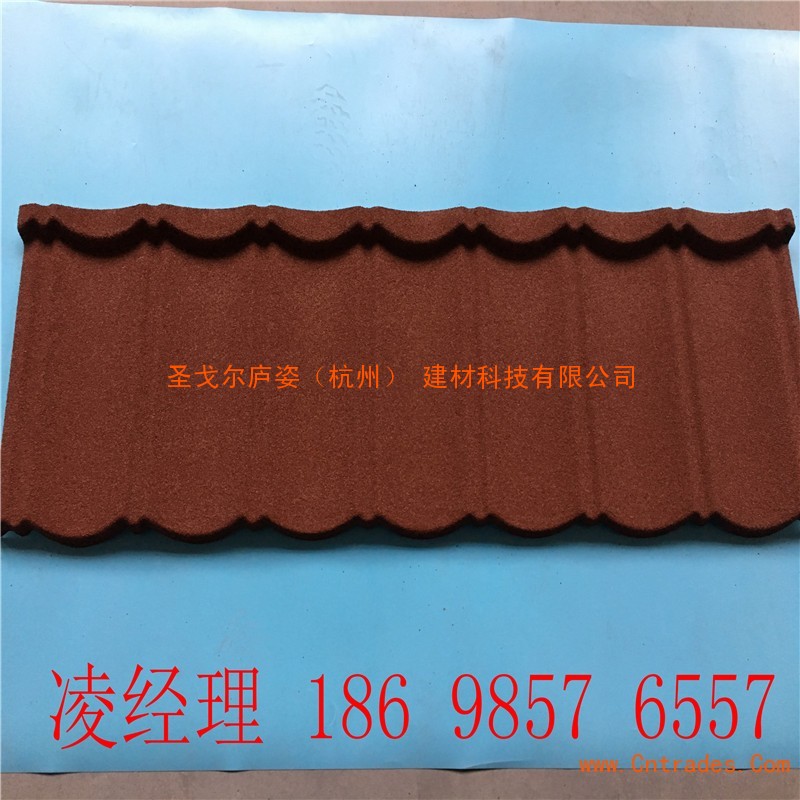 圣戈尔庐姿（杭州） 建材科技有限公司
凌经理 186 9857 6557
www.Cntrades.Com